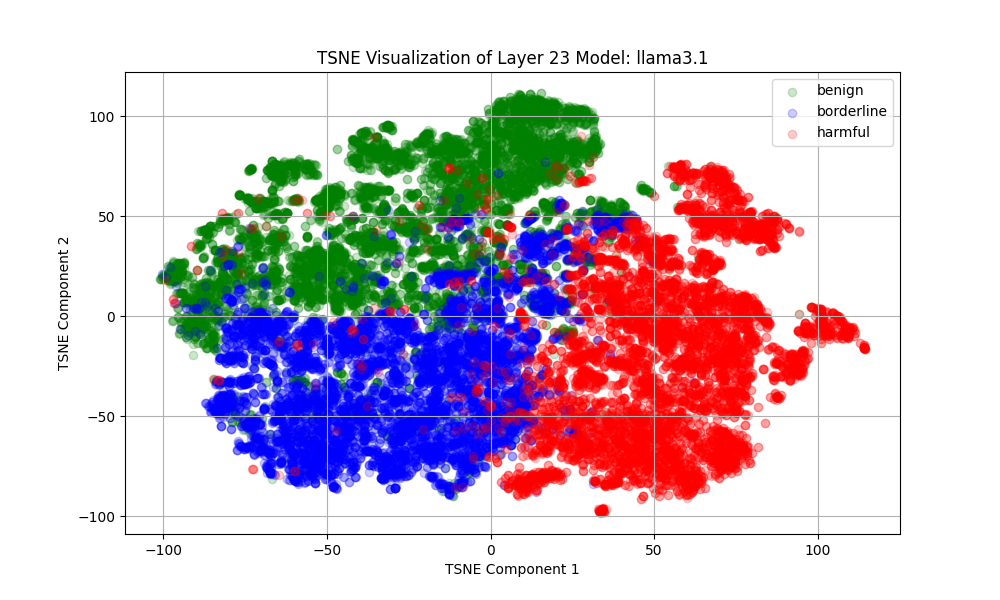 TSNE Visualization of Layer 23 Model: llama3.1
benign
borderline
harmful
100
50
0
−50
−100
TSNE Component 2
−100
−50
0
50
100
TSNE Component 1